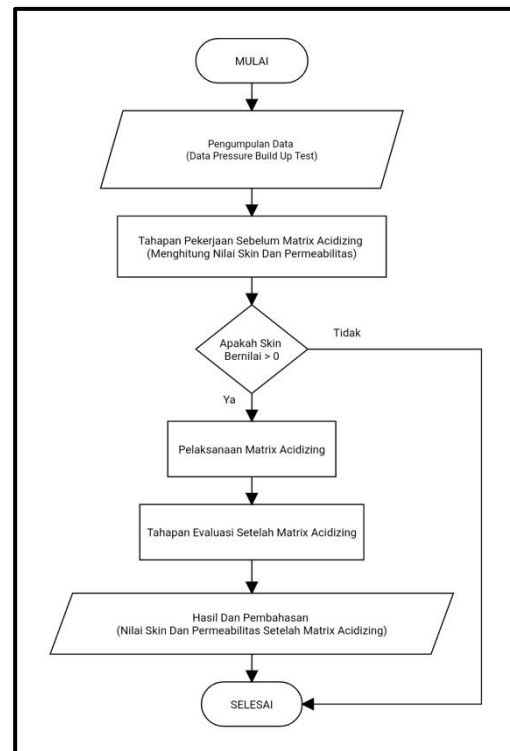 MULAI
Pengumpulan Data
(Data Pressure Build Up Test)
Tahapan Pekerjaan Sebelum Matrix Acidizing
(Menghitung Nilai Skin Dan Permeabilitas)
Apakah Skin
Bernilai > 0
Tidak
Ya
Pelaksanaan Matrix Acidizing
Tahapan Evaluasi Setelah Matrix Acidizing
Hasil Dan Pembahasan
(Nilai Skin Dan Permeabilitas Setelah Matrix Acidizing)
SELESAI